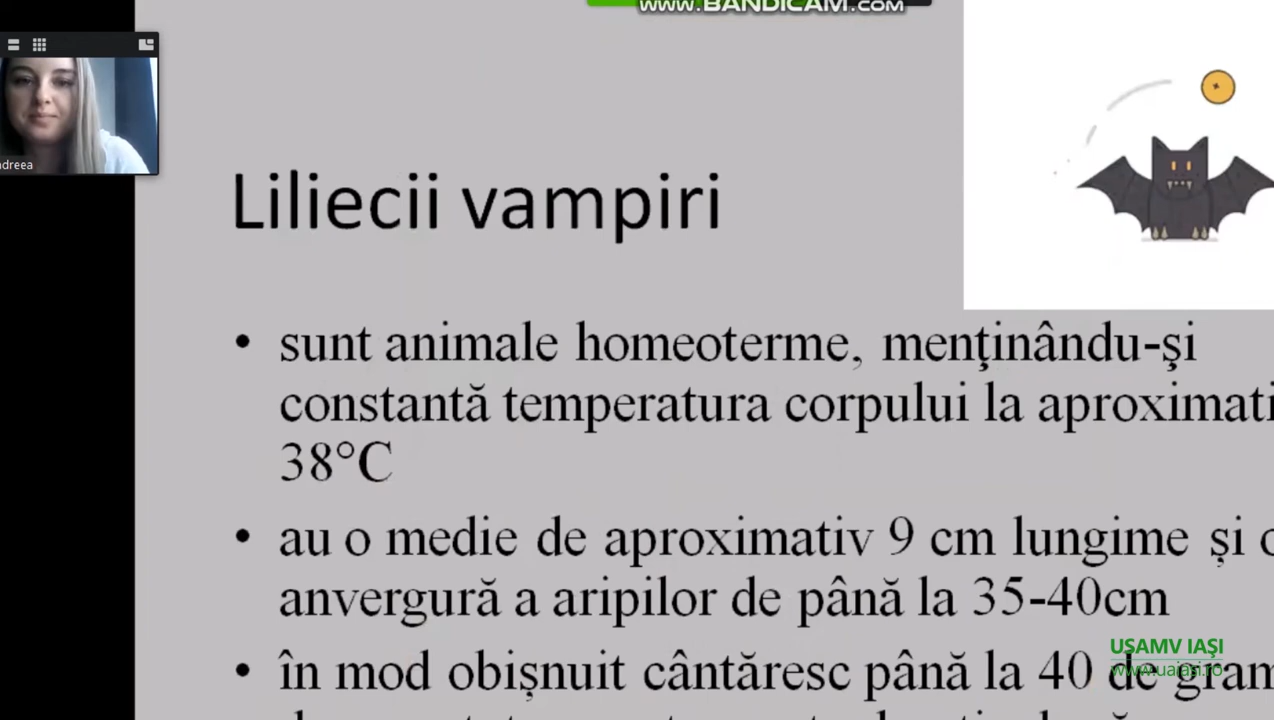 www.BANDICAM.com
ndreea
Liliecii vampiri
• sunt animale homeoterme, menţinându-şi
constantă temperatura corpului la aproximati
38°C
• au o medie de aproximativ 9 cm lungime și o
anvergură a aripilor de până la 35-40cm
• în mod obișnuit cântăresc până la 40 de gram
USAMV IAŞI
www.uaiasi.ro